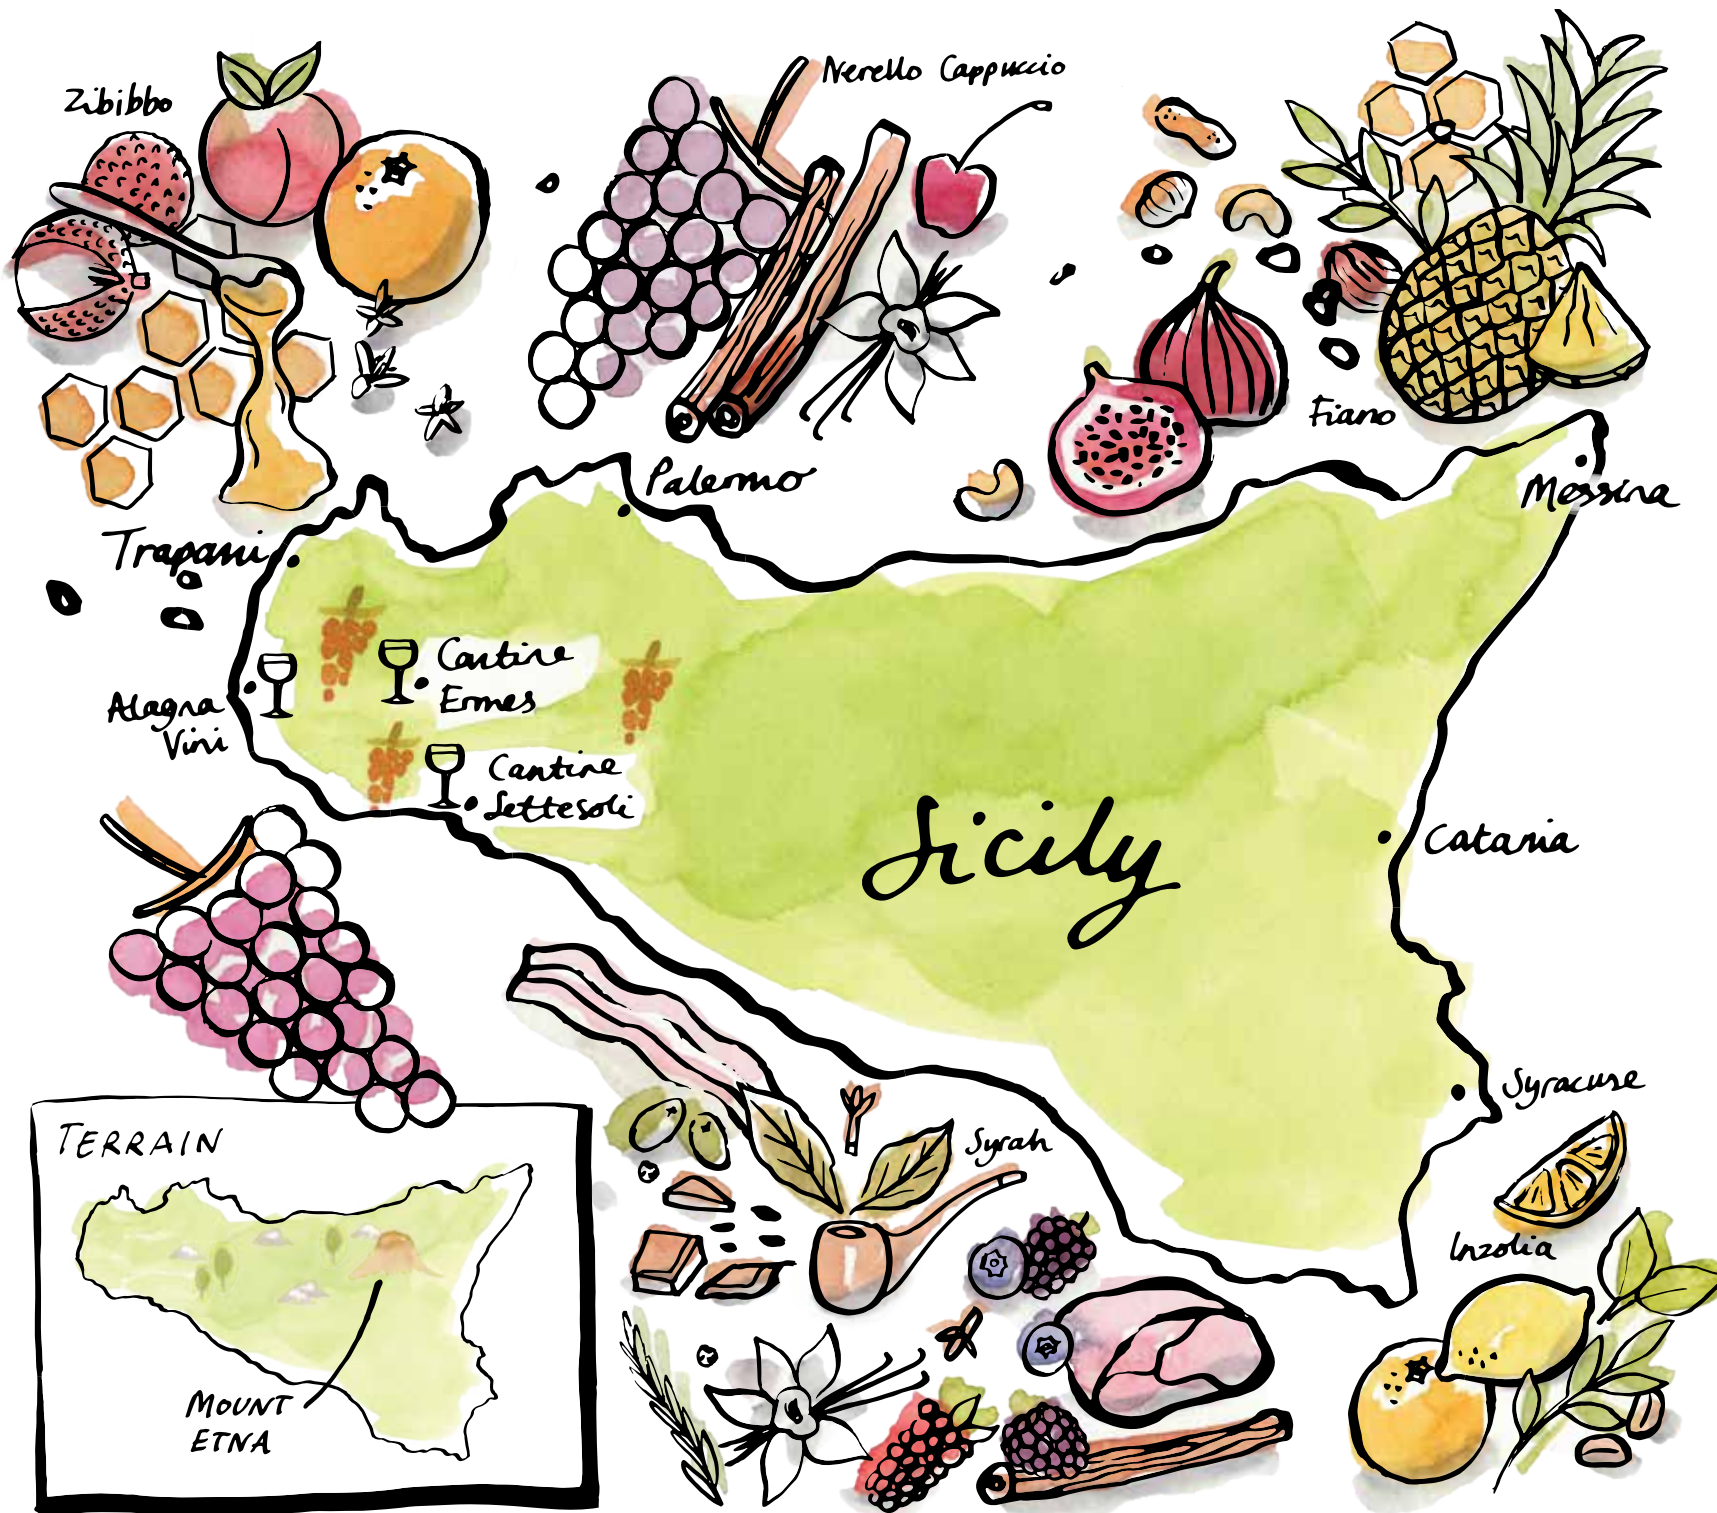 Zibibbo
Nerello Cappuccio
Fiano
Palermo
Messina
Trapani
Cantine
Ermes
Alagna
Vini
Cantine
Settesoli
Sicily
Catania
Syracuse
TERRAIN
Syrah
Inzolia
MOUNT
ETNA